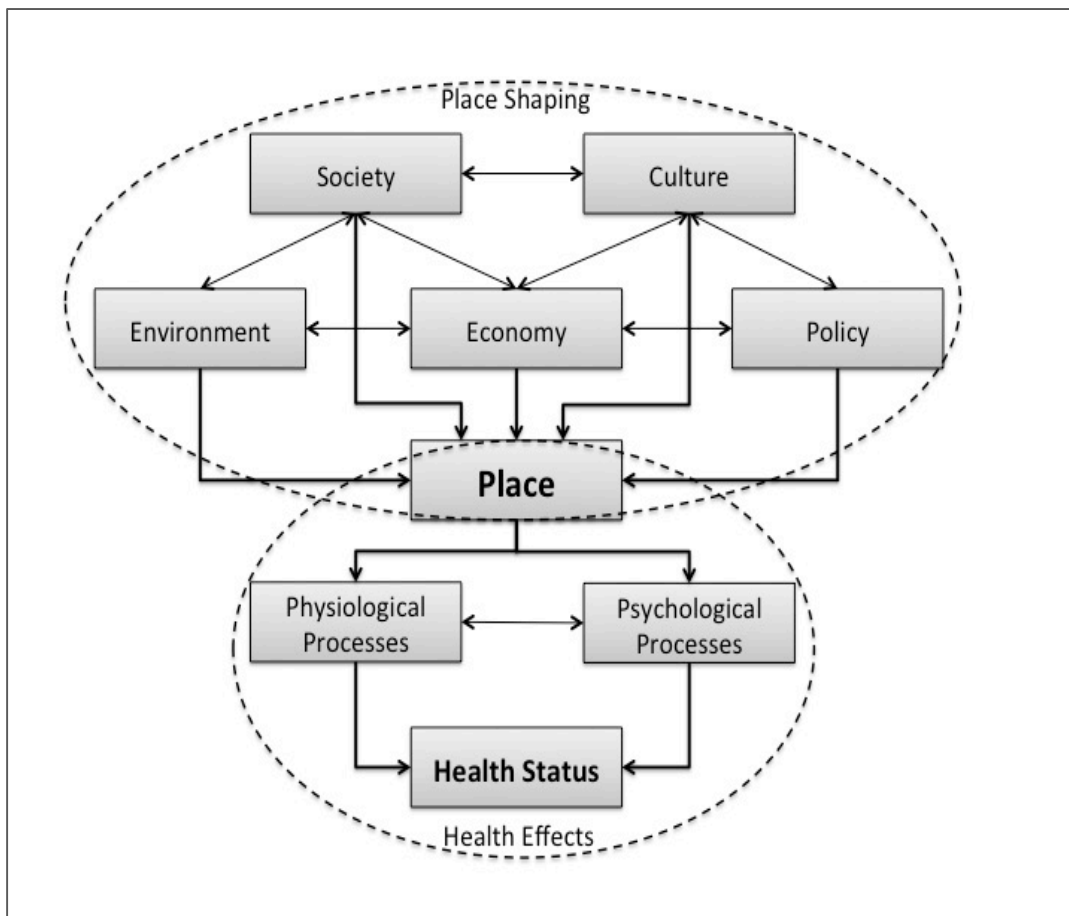 Place Shaping
Society
Culture
Environment
Economy
Policy
Place
Physiological
Processes
Psychological
Processes
Health Status
Health Effects